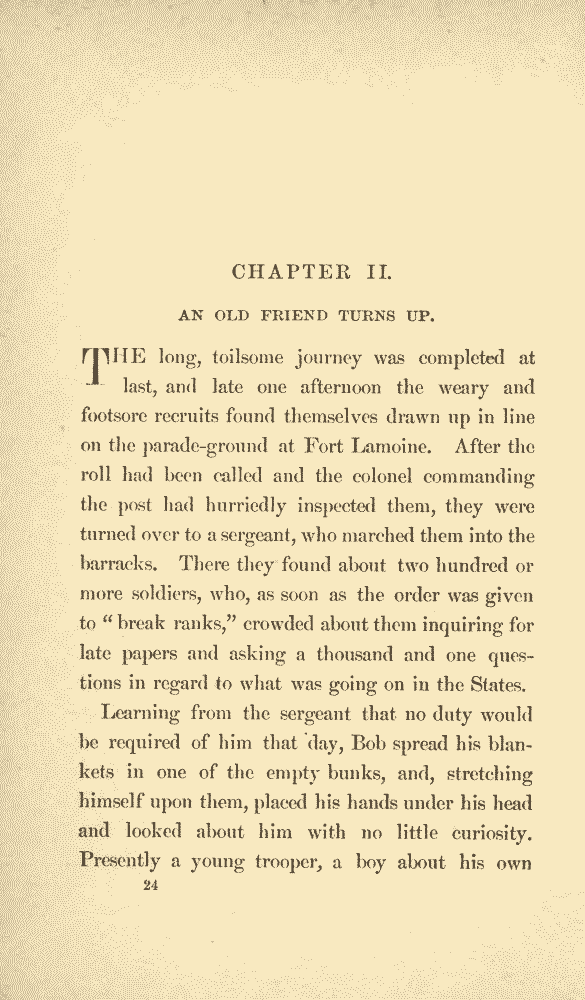 CHAPTER II.
AN OLD FRIEND TURNS UP.
THE long, toilsome journey was completed at
last, and late one afternoon the weary and
footsore recruits found themselves drawn up in line
on the parade-ground at Fort Lamoine. After the
roll had been called and the colonel commanding
the post had hurriedly inspected them, they were
turned over to a sergeant, who marched them into the
barracks. There they found about two hundred or
more soldiers, who, as soon as the order was given
to “break ranks,” crowded about them inquiring for
late papers and asking a thousand and one ques-
tions in regard to what was going on in the States.
Learning from the sergeant that no duty would
be required of him that day, Bob spread his blan-
kets in one of the empty bunks, and, stretching
himself upon them, placed his hands under his head
and looked about him with no little curiosity.
Presently a young trooper, a boy about his own
24